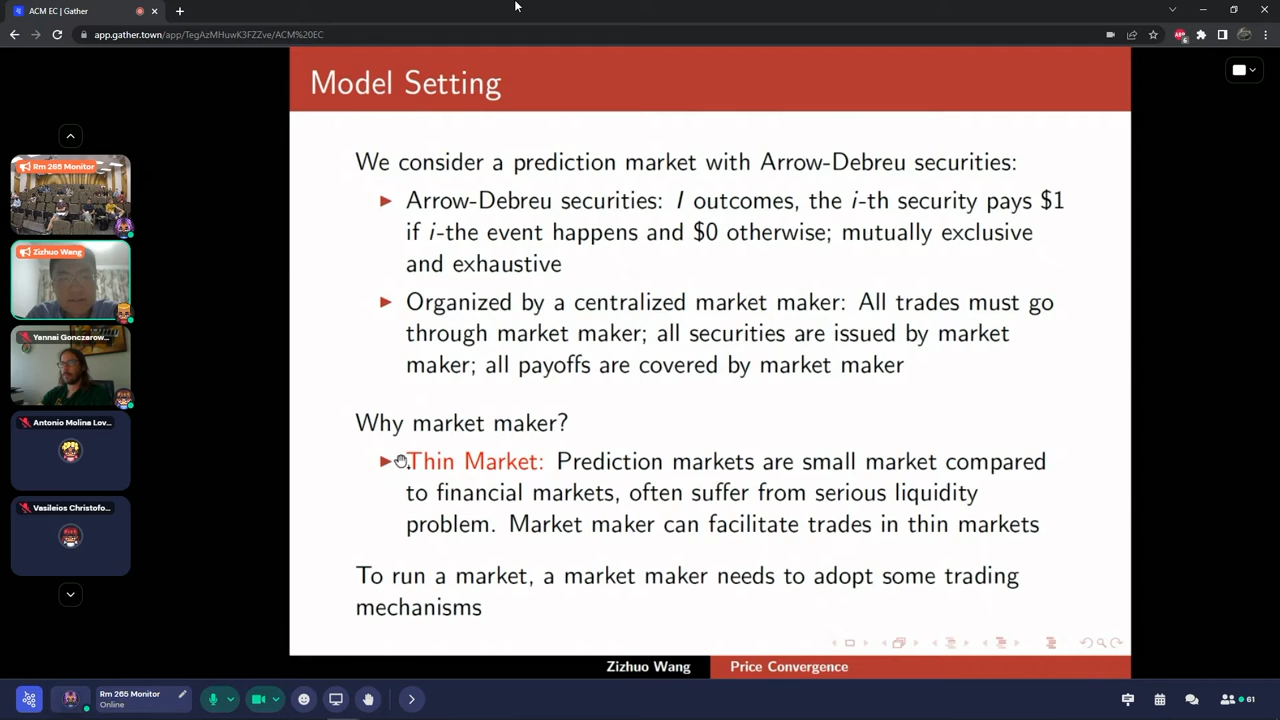 ACM EC | Gather
app.gather.town/app/TegAzMHuwK3FZZve/ACM%20EC
Rm 265 Monitor
Zizhuo Wang
Yannai Gonczarow...
Antonio Molina Lov...
Vasileios Christofo...
Model Setting
We consider a prediction market with Arrow-Debreu securities:
Arrow-Debreu securities: I outcomes, the i-th security pays $1
if i-the event happens and $0 otherwise; mutually exclusive
and exhaustive
Organized by a centralized market maker: All trades must go
through market maker; all securities are issued by market
maker; all payoffs are covered by market maker
Why market maker?
Thin Market: Prediction markets are small market compared
to financial markets, often suffer from serious liquidity
problem. Market maker can facilitate trades in thin markets
To run a market, a market maker needs to adopt some trading
mechanisms
Zizhuo Wang
Price Convergence
Rm 265 Monitor
Online
61